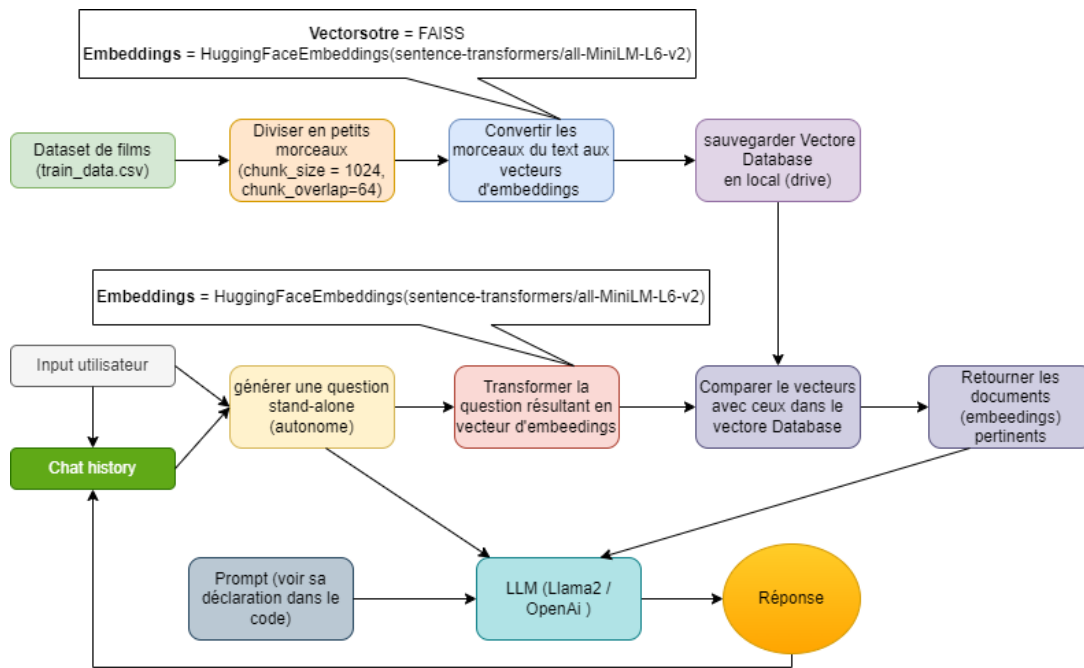 Vectorsotre = FAISS
Embeddings = HuggingFaceEmbeddings(sentence-transformers/all-MiniLM-L6-v2)
Dataset de films
(train_data.csv)
Diviser en petits
morceaux
(chunk_size = 1024,
chunk_overlap=64)
Convertir les
morceaux du text aux
vecteurs
d'embeddings
sauvegarder Vectore
Database
en local (drive)
Embeddings = HuggingFaceEmbeddings(sentence-transformers/all-MiniLM-L6-v2)
Input utilisateur
Chat history
générer une question
stand-alone
(autonome)
Transformer la
question résultant en
vecteur d'embeedings
Comparer le vecteurs
avec ceux dans le
vectore Database
Retourner les
documents
(embeedings)
pertinents
Prompt (voir sa
déclaration dans le
code)
LLM (Llama2 /
OpenAi )
Réponse